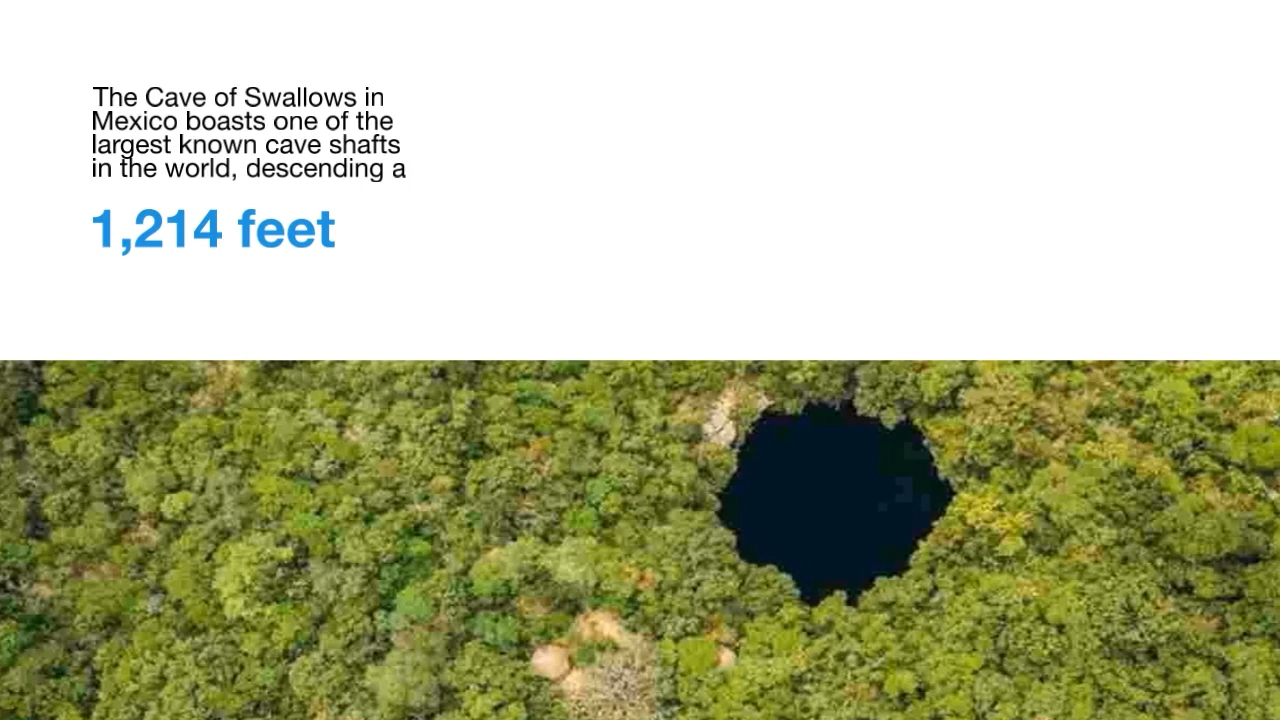 The Cave of Swallows in
Mexico boasts one of the
largest known cave shafts
in the world, descending a
1,214 feet